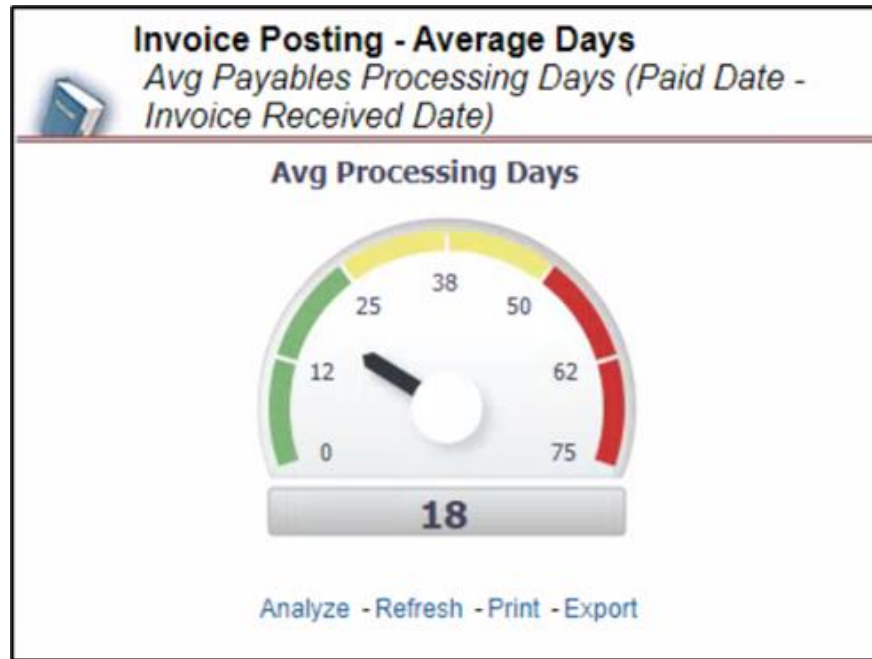 Invoice Posting - Average Days
Avg Payables Processing Days (Paid Date -
Invoice Received Date)
Avg Processing Days
0
12
25
38
50
62
75
18
Analyze - Refresh - Print - Export